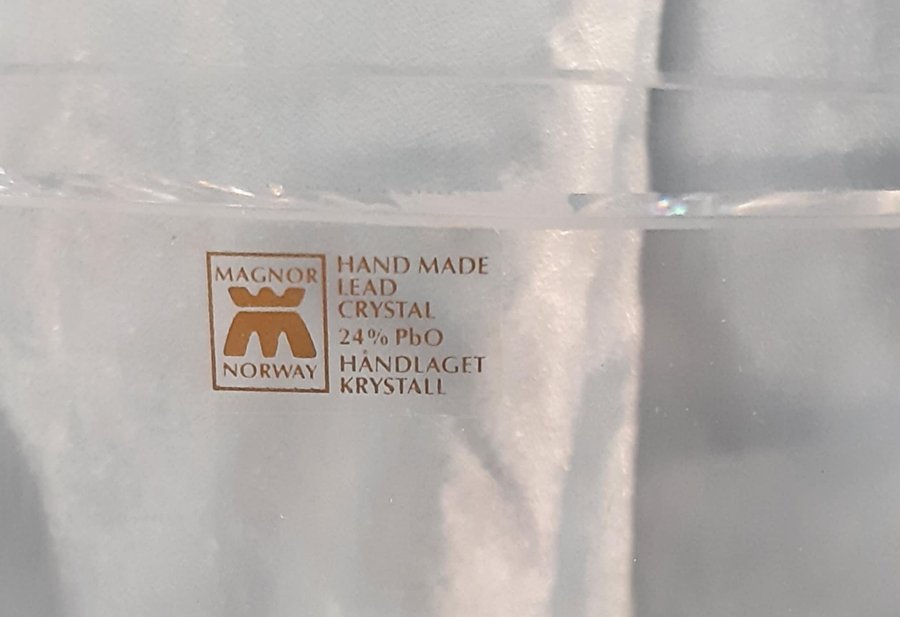 MAGNOR
NORWAY
HAND MADE
LEAD
CRYSTAL
24% PbO
HÅNDLAGET
KRYSTALL